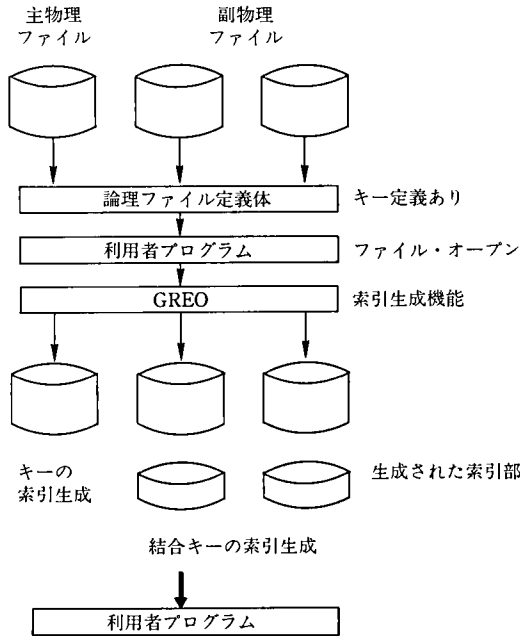 主物理
ファイル
副物理
ファイル
論理ファイル定義体
キー定義あり
利用者プログラム
ファイル・オープン
GREO
索引生成機能
キーの
索引生成
生成された索引部
結合キーの索引生成
利用者プログラム